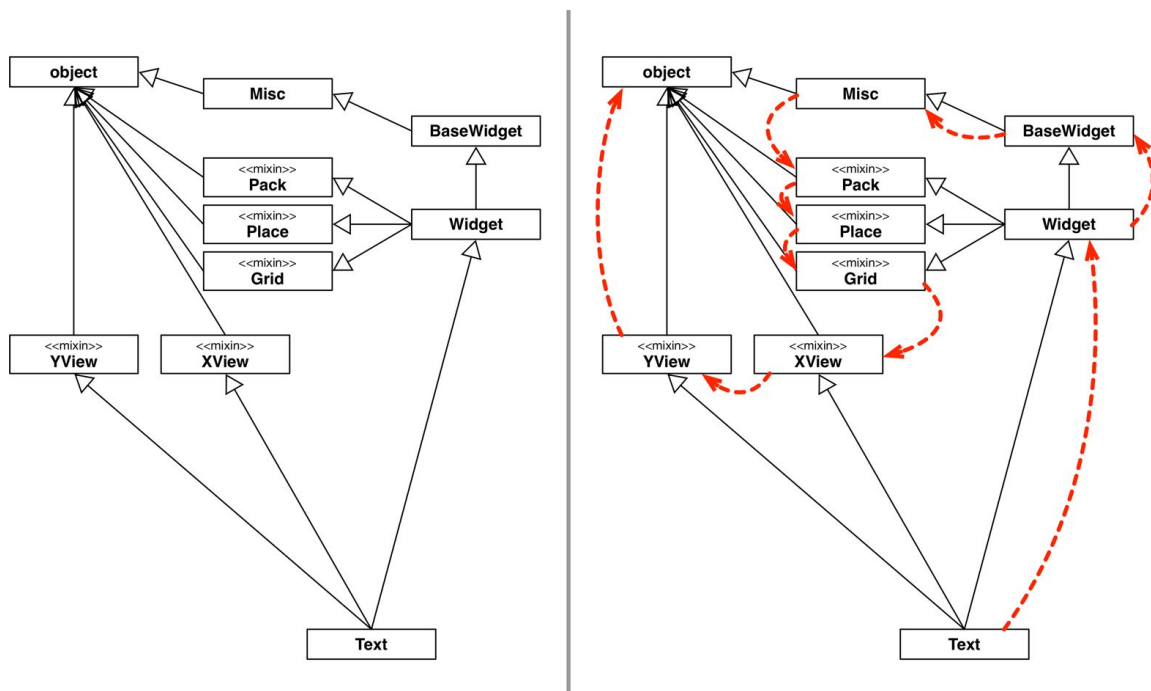 object
Misc
BaseWidget
<<mixin>>
Pack
<<mixin>>
Place
Widget
<<mixin>>
Grid
<<mixin>>
YView
<<mixin>>
XView
Text
object
Misc
BaseWidget
<<mixin>>
Pack
<<mixin>>
Place
Widget
<<mixin>>
Grid
<<mixin>>
YView
<<mixin>>
XView
Text